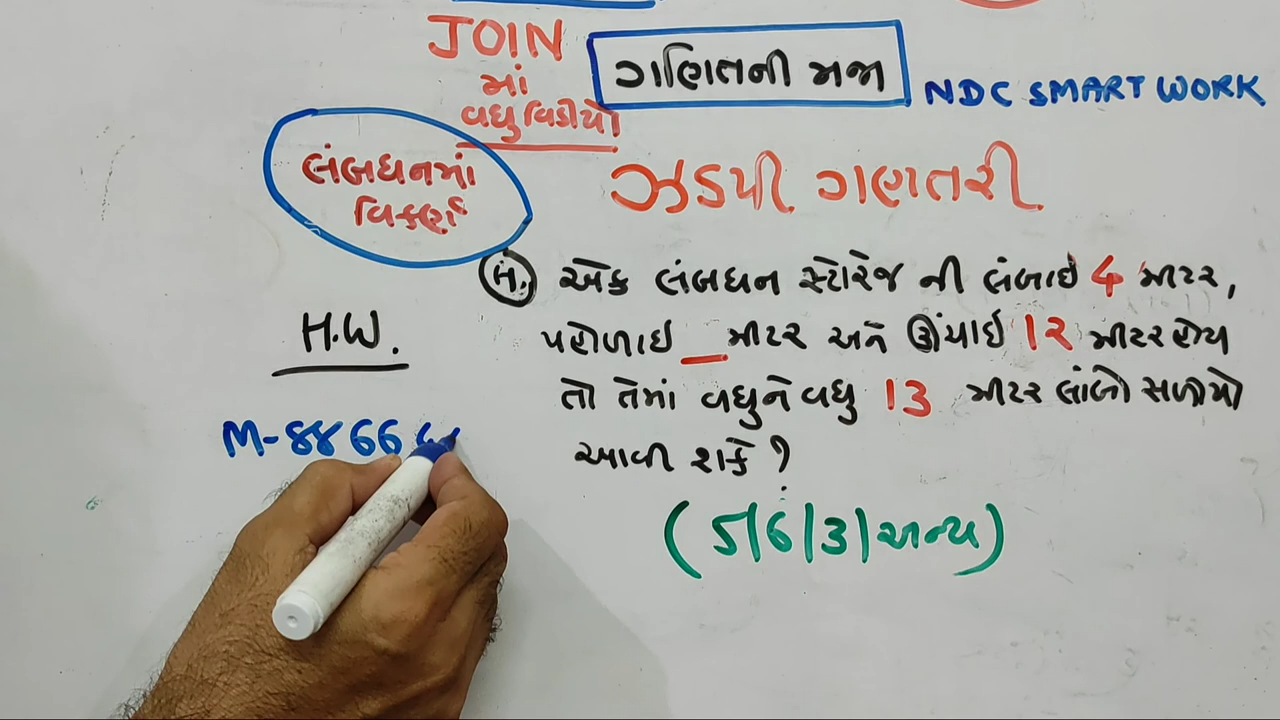 JOIN
માં
વધુ વિડીયો
ગણિતની મજા
NDC SMART WORK
લંબઘનમાં
વિકર્ણ
ઝડપી ગણતરી
H.W.
એક લંબઘન સ્ટોરેજ ની લંબાઇ 4 મીટર,
પહોળાઇ _ મીટર અને ઊંચાઇ 12 મીટર હોય
તો તેમાં વધુને વધુ 13 મીટર લાંબો સળીયો
આવી શકે ?
(5/6/3/અન્ય)
M-8866